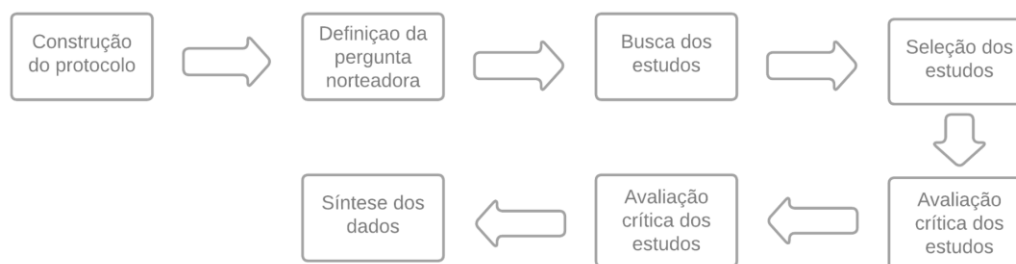 Construção
do protocolo
Definiçao da
pergunta
norteadora
Busca dos
estudos
Seleção dos
estudos
Avaliação
crítica dos
estudos
Avaliação
crítica dos
estudos
Síntese dos
dados